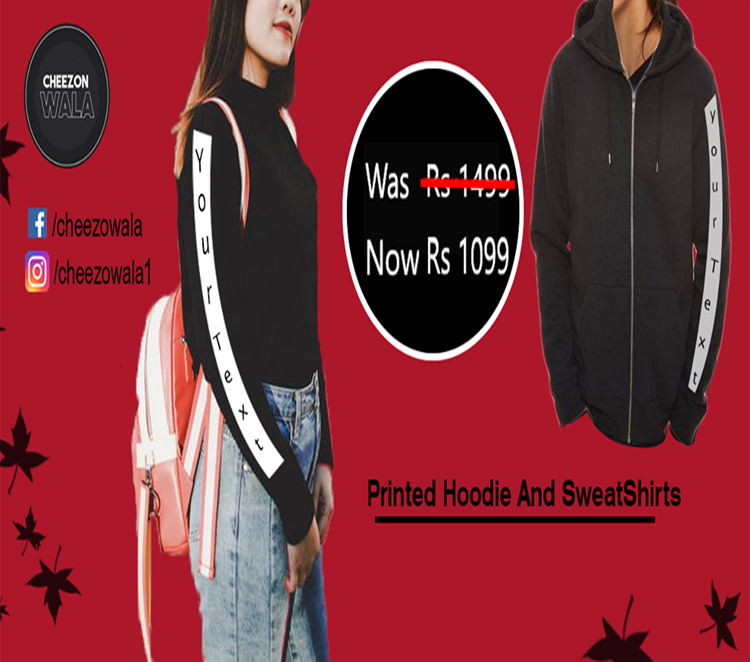 CHEEZON
WALA
/cheezowala
/cheezowala1
Your Text
Was Rs 1499
Now Rs 1099
your Text
Printed Hoodie And SweatShirts